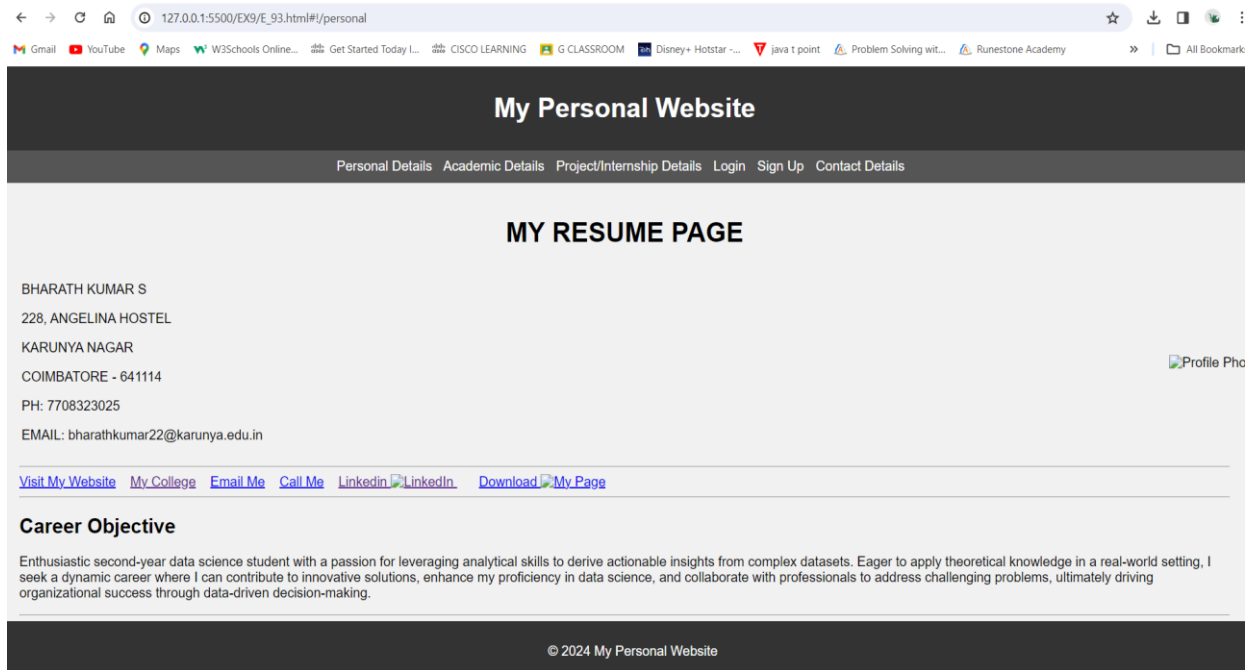 127.0.0.1:5500/EX9/E_93.html#!/personal
Gmail YouTube Maps W3Schools Online... Get Started Today I... CISCO LEARNING G CLASSROOM Disney+ Hotstar -... java t point Problem Solving wit... Runestone Academy » All Bookmarks
My Personal Website
Personal Details Academic Details Project/Internship Details Login Sign Up Contact Details
MY RESUME PAGE
BHARATH KUMAR S
228, ANGELINA HOSTEL
KARUNYA NAGAR
COIMBATORE - 641114
PH: 7708323025
EMAIL: bharathkumar22@karunya.edu.in
Profile Pho
Visit My Website My College Email Me Call Me Linkedin LinkedIn Download My Page
Career Objective
Enthusiastic second-year data science student with a passion for leveraging analytical skills to derive actionable insights from complex datasets. Eager to apply theoretical knowledge in a real-world setting, I
seek a dynamic career where I can contribute to innovative solutions, enhance my proficiency in data science, and collaborate with professionals to address challenging problems, ultimately driving
organizational success through data-driven decision-making.
© 2024 My Personal Website